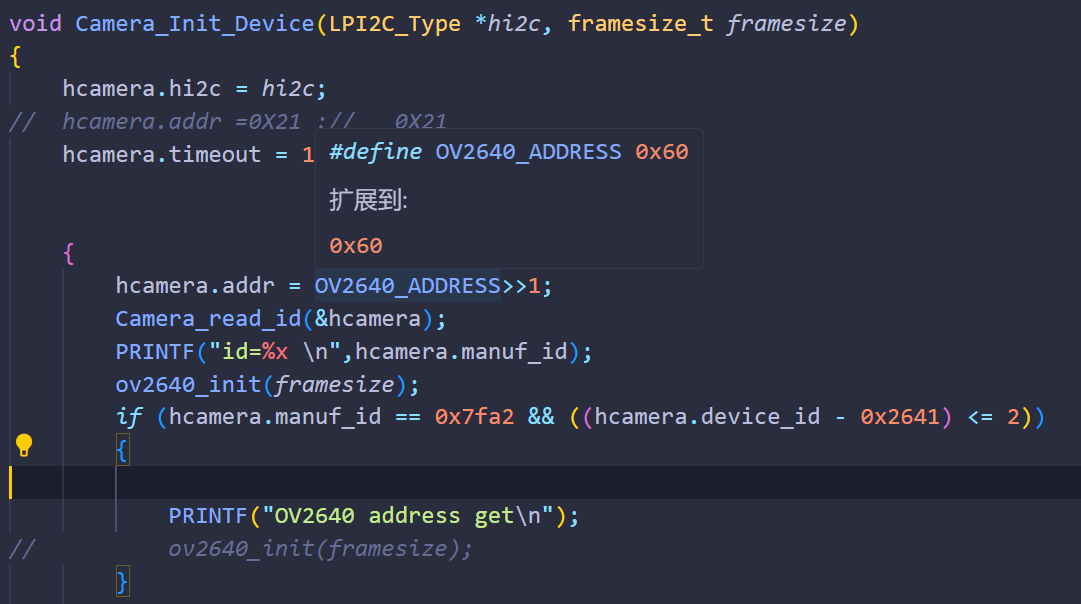 void Camera_Init_Device(LPI2C_Type *hi2c, framesize_t framesize)
{
hcamera.hi2c = hi2c;
// hcamera.addr =0X21 :// 0X21
hcamera.timeout = 1
#define OV2640_ADDRESS 0x60
扩展到:
0x60
{
hcamera.addr = OV2640_ADDRESS>>1;
Camera_read_id(&hcamera);
PRINTF("id=%x \n",hcamera.manuf_id);
ov2640_init(framesize);
if (hcamera.manuf_id == 0x7fa2 && ((hcamera.device_id - 0x2641) <= 2))
{
PRINTF("OV2640 address get\n");
// ov2640_init(framesize);
}